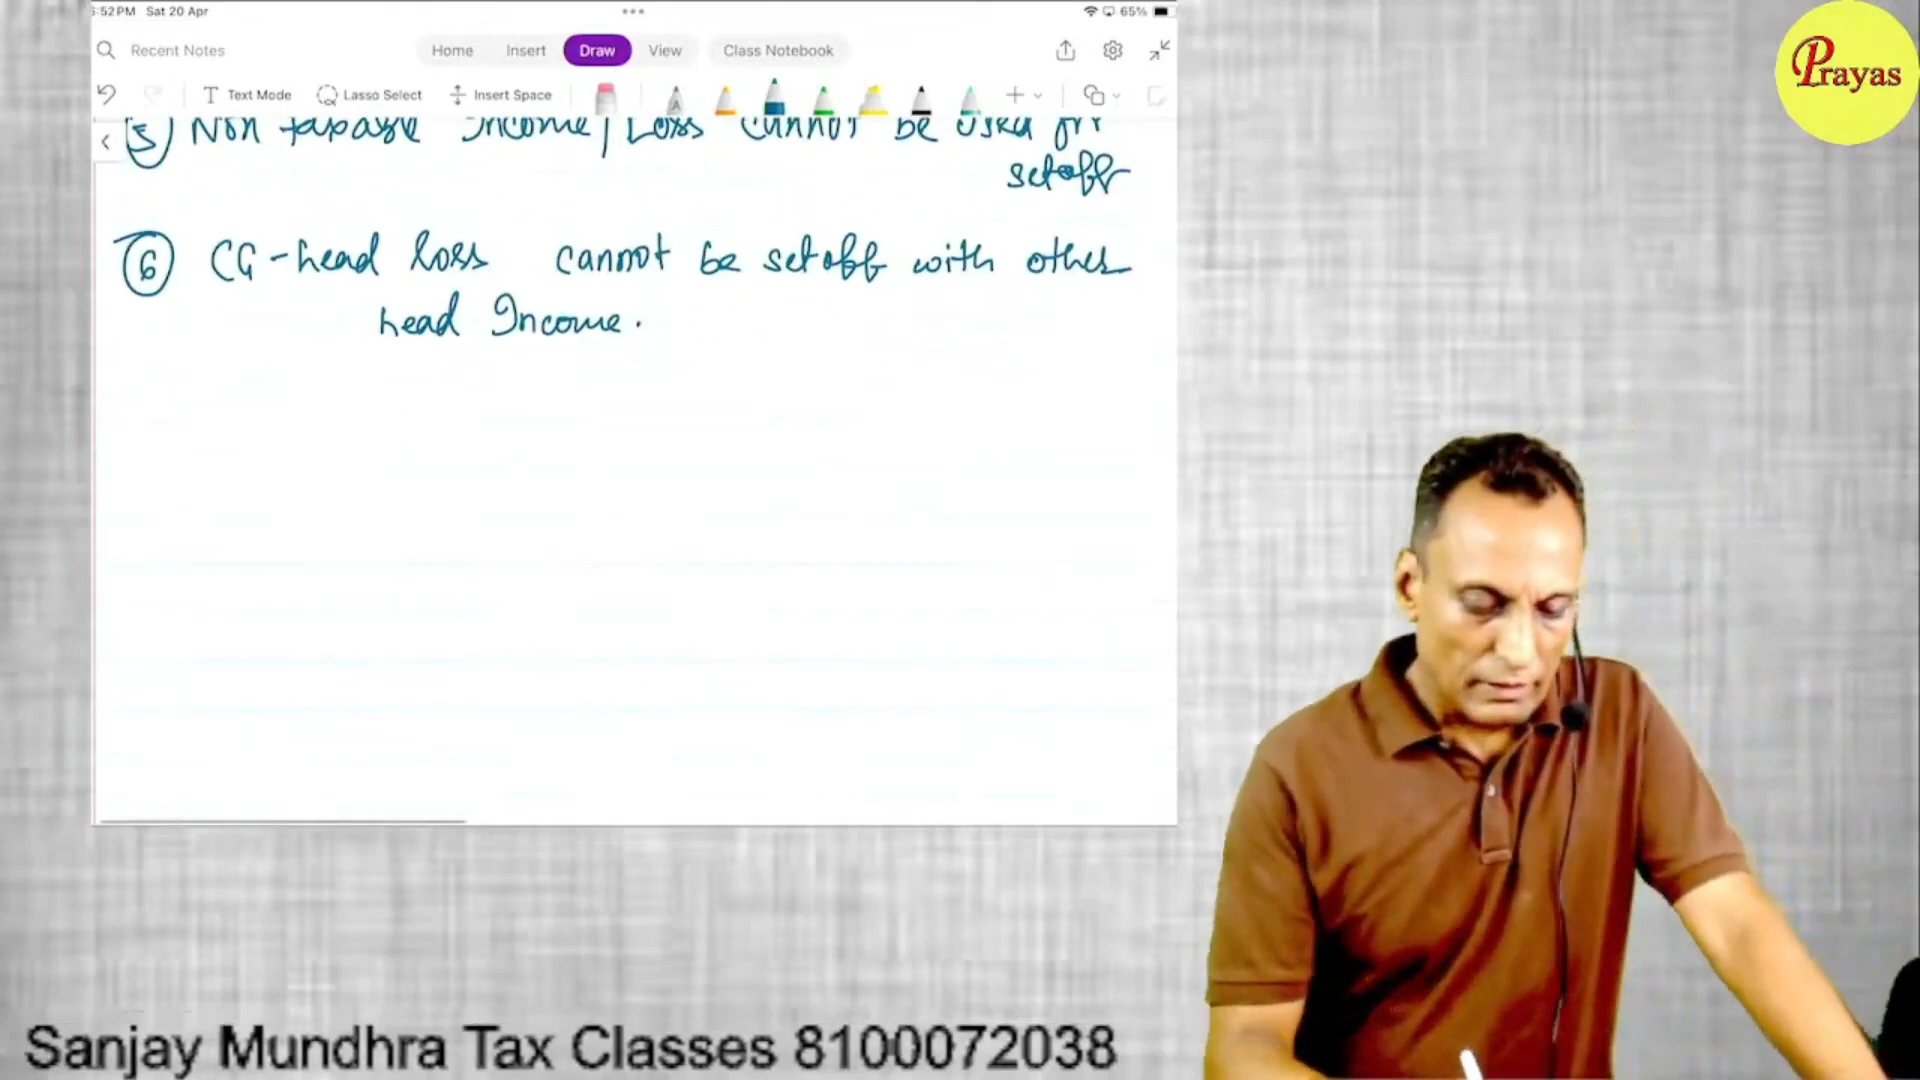 :52 PM Sat 20 Apr
65%
Recent Notes
Home Insert Draw View Class Notebook
Text Mode Lasso Select Insert Space
5 Non taxable Income/Loss cannot be used for
setoff
6 CG-head loss cannot be setoff with other
head Income.
Prayas
Sanjay Mundhra Tax Classes 8100072038